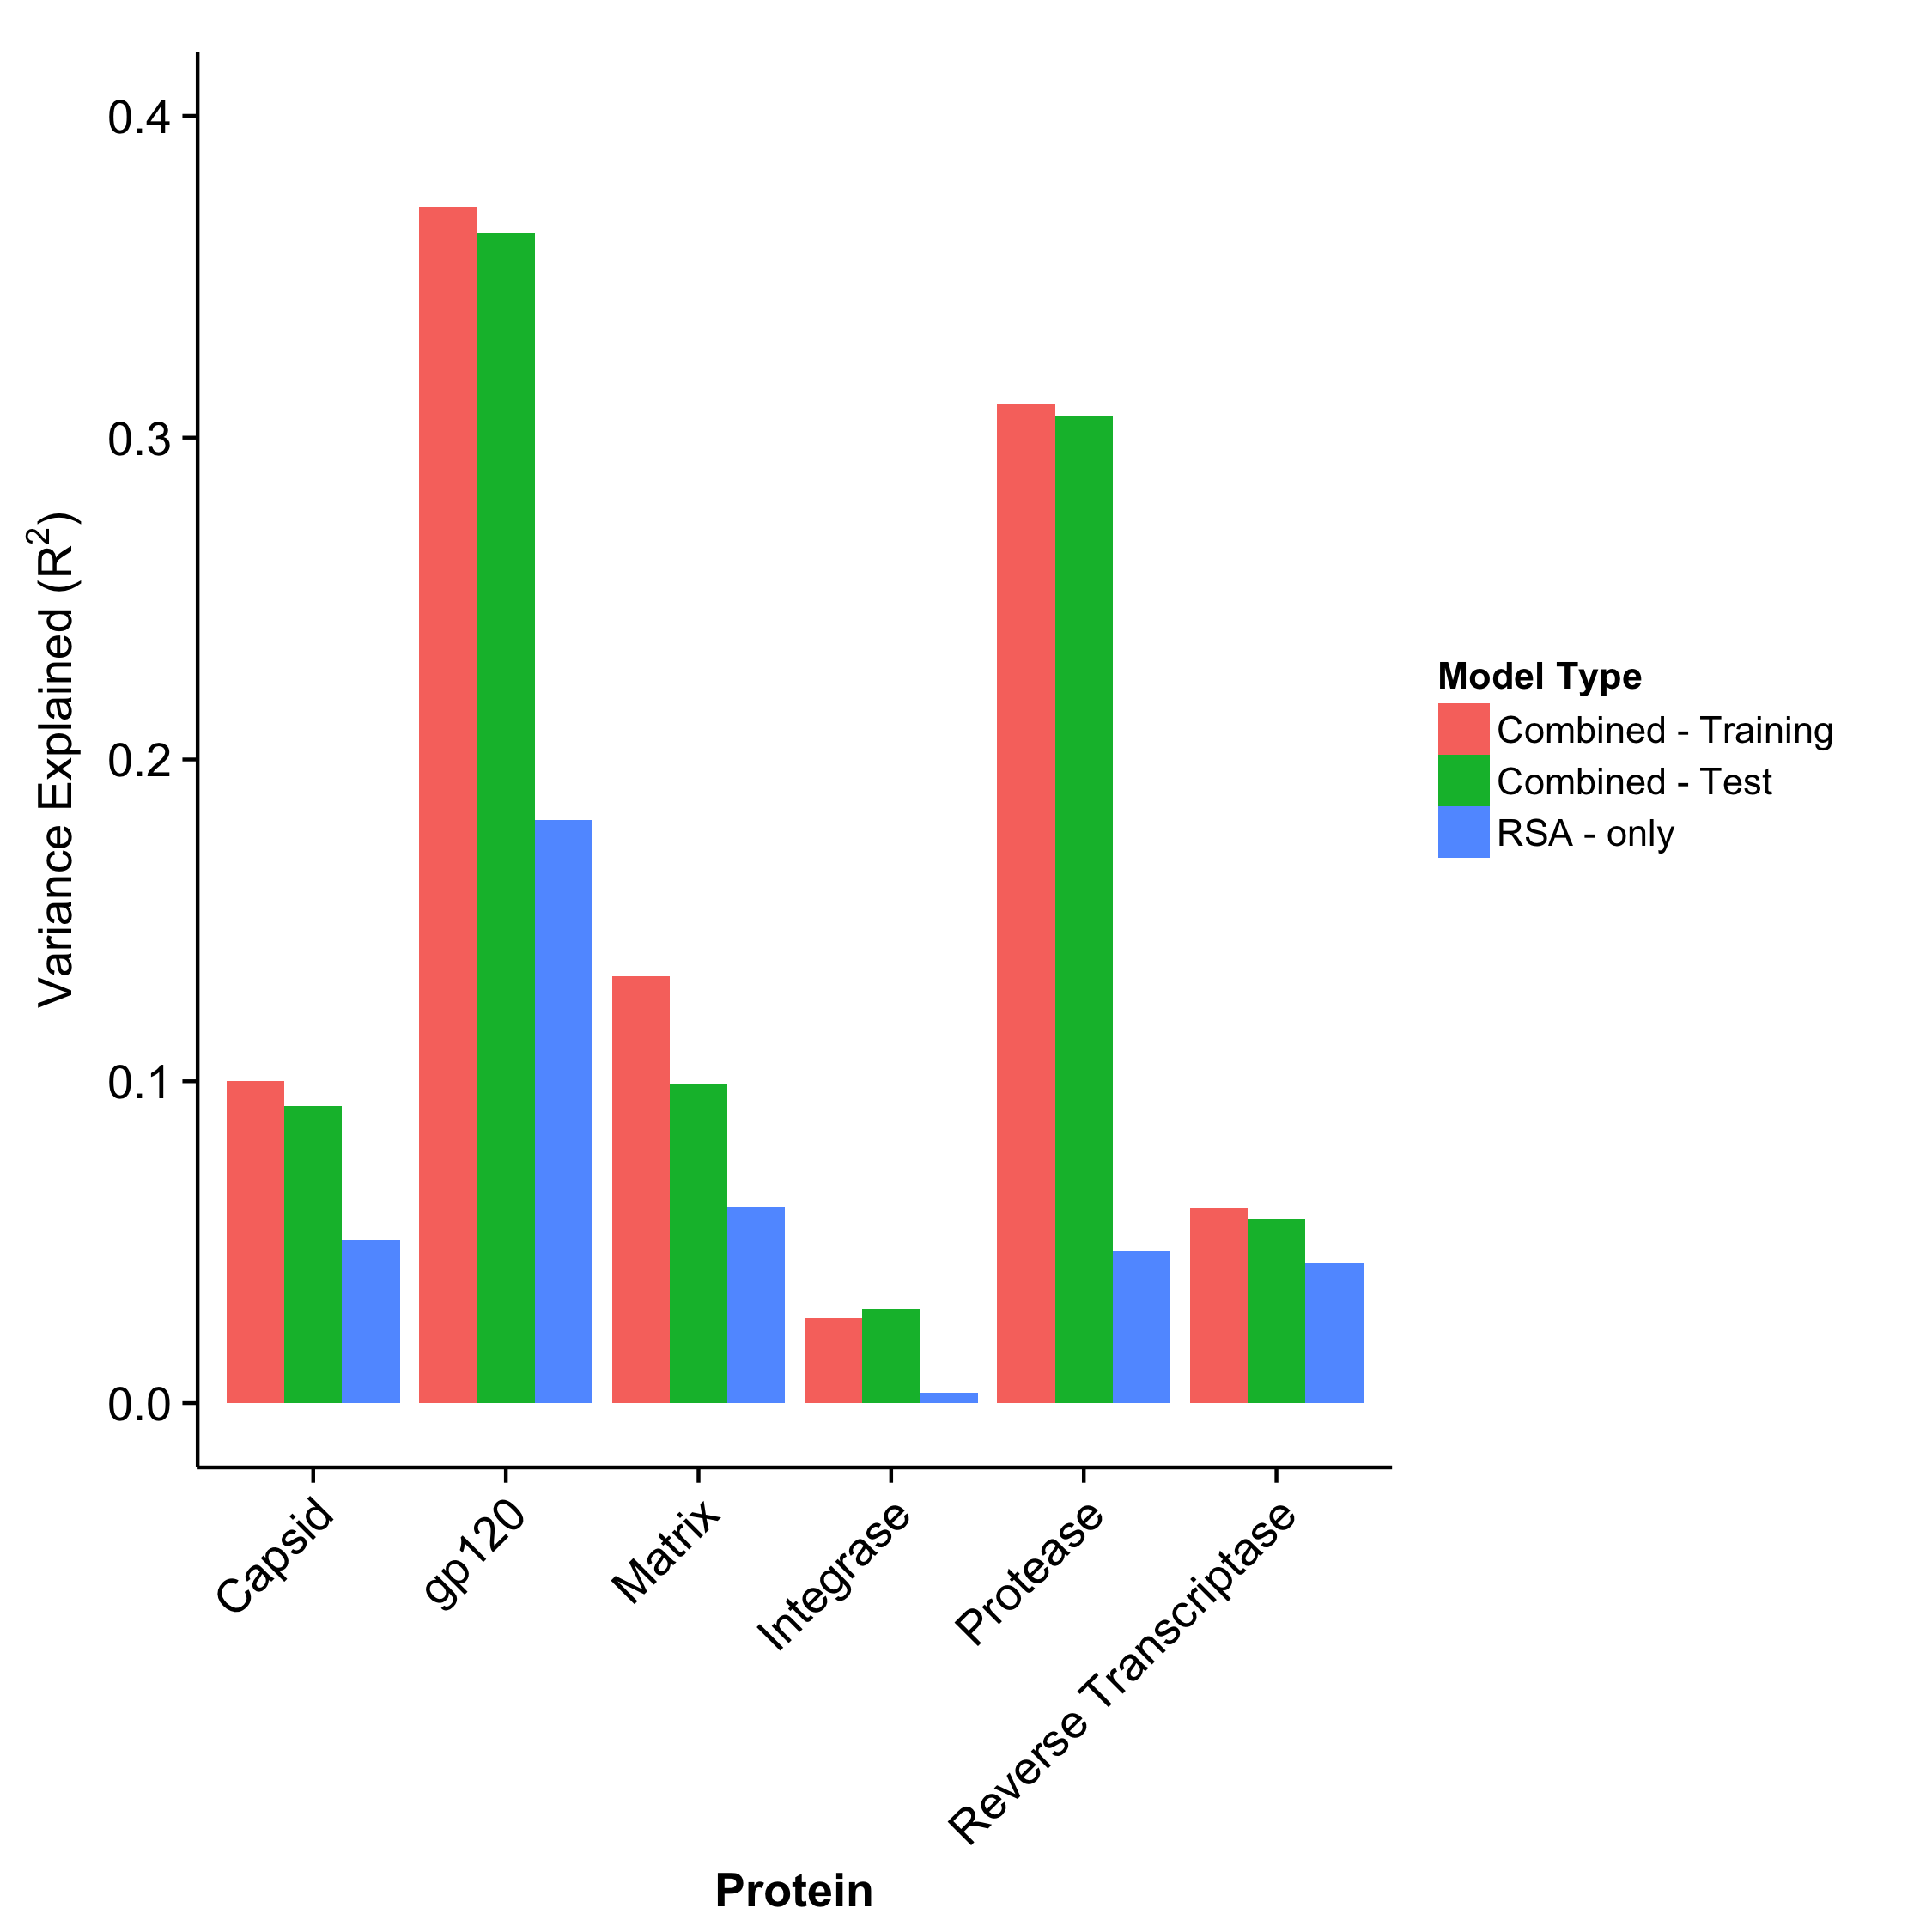 0.4
0.3
0.2
0.1
0.0
Variance Explained (R²)
Capsid
gp120
Matrix
Integrase
Protease
Reverse Transcriptase
Protein
Model Type
Combined - Training
Combined - Test
RSA - only